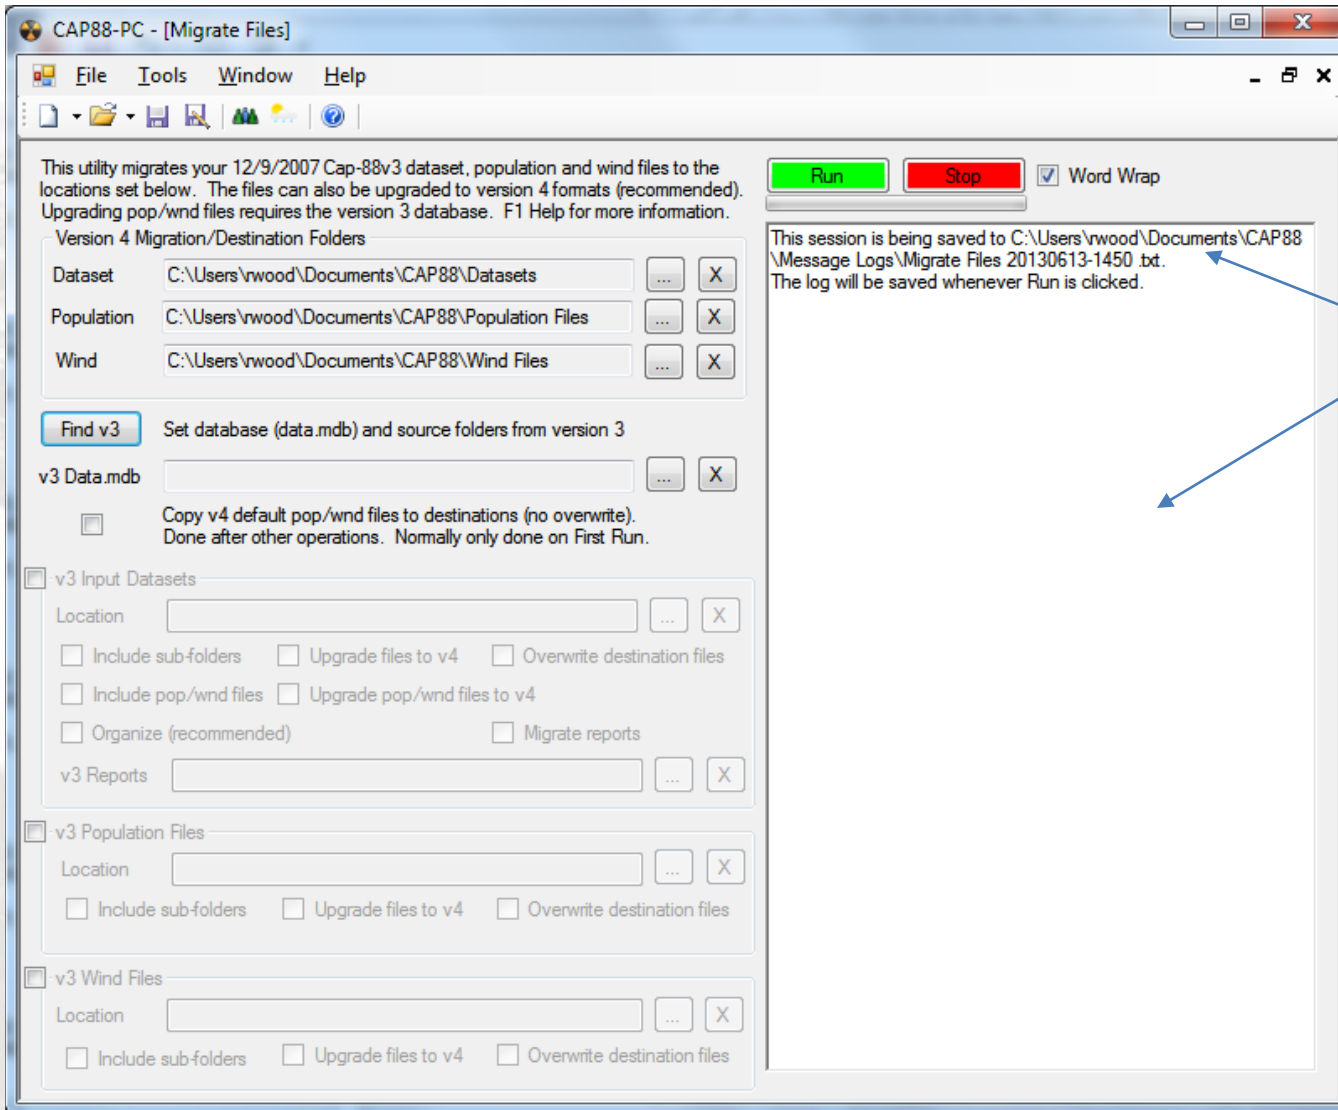 CAP88-PC - [Migrate Files]
File Tools Window Help
This utility migrates your 12/9/2007 Cap-88v3 dataset, population and wind files to the
locations set below. The files can also be upgraded to version 4 formats (recommended).
Upgrading pop/wnd files requires the version 3 database. F1 Help for more information.
Version 4 Migration/Destination Folders
Dataset C:\Users\rwood\Documents\CAP88\Datasets ... X
Population C:\Users\rwood\Documents\CAP88\Population Files ... X
Wind C:\Users\rwood\Documents\CAP88\Wind Files ... X
Find v3 Set database (data.mdb) and source folders from version 3
v3 Data.mdb ... X
Copy v4 default pop/wnd files to destinations (no overwrite).
Done after other operations. Normally only done on First Run.
v3 Input Datasets
Location ... X
Include sub-folders Upgrade files to v4 Overwrite destination files
Include pop/wnd files Upgrade pop/wnd files to v4
Organize (recommended) Migrate reports
v3 Reports ... X
v3 Population Files
Location ... X
Include sub-folders Upgrade files to v4 Overwrite destination files
v3 Wind Files
Location ... X
Include sub-folders Upgrade files to v4 Overwrite destination files
Run Stop Word Wrap
This session is being saved to C:\Users\rwood\Documents\CAP88
\Message Logs\Migrate Files 20130613-1450 .txt.
The log will be saved whenever Run is clicked.